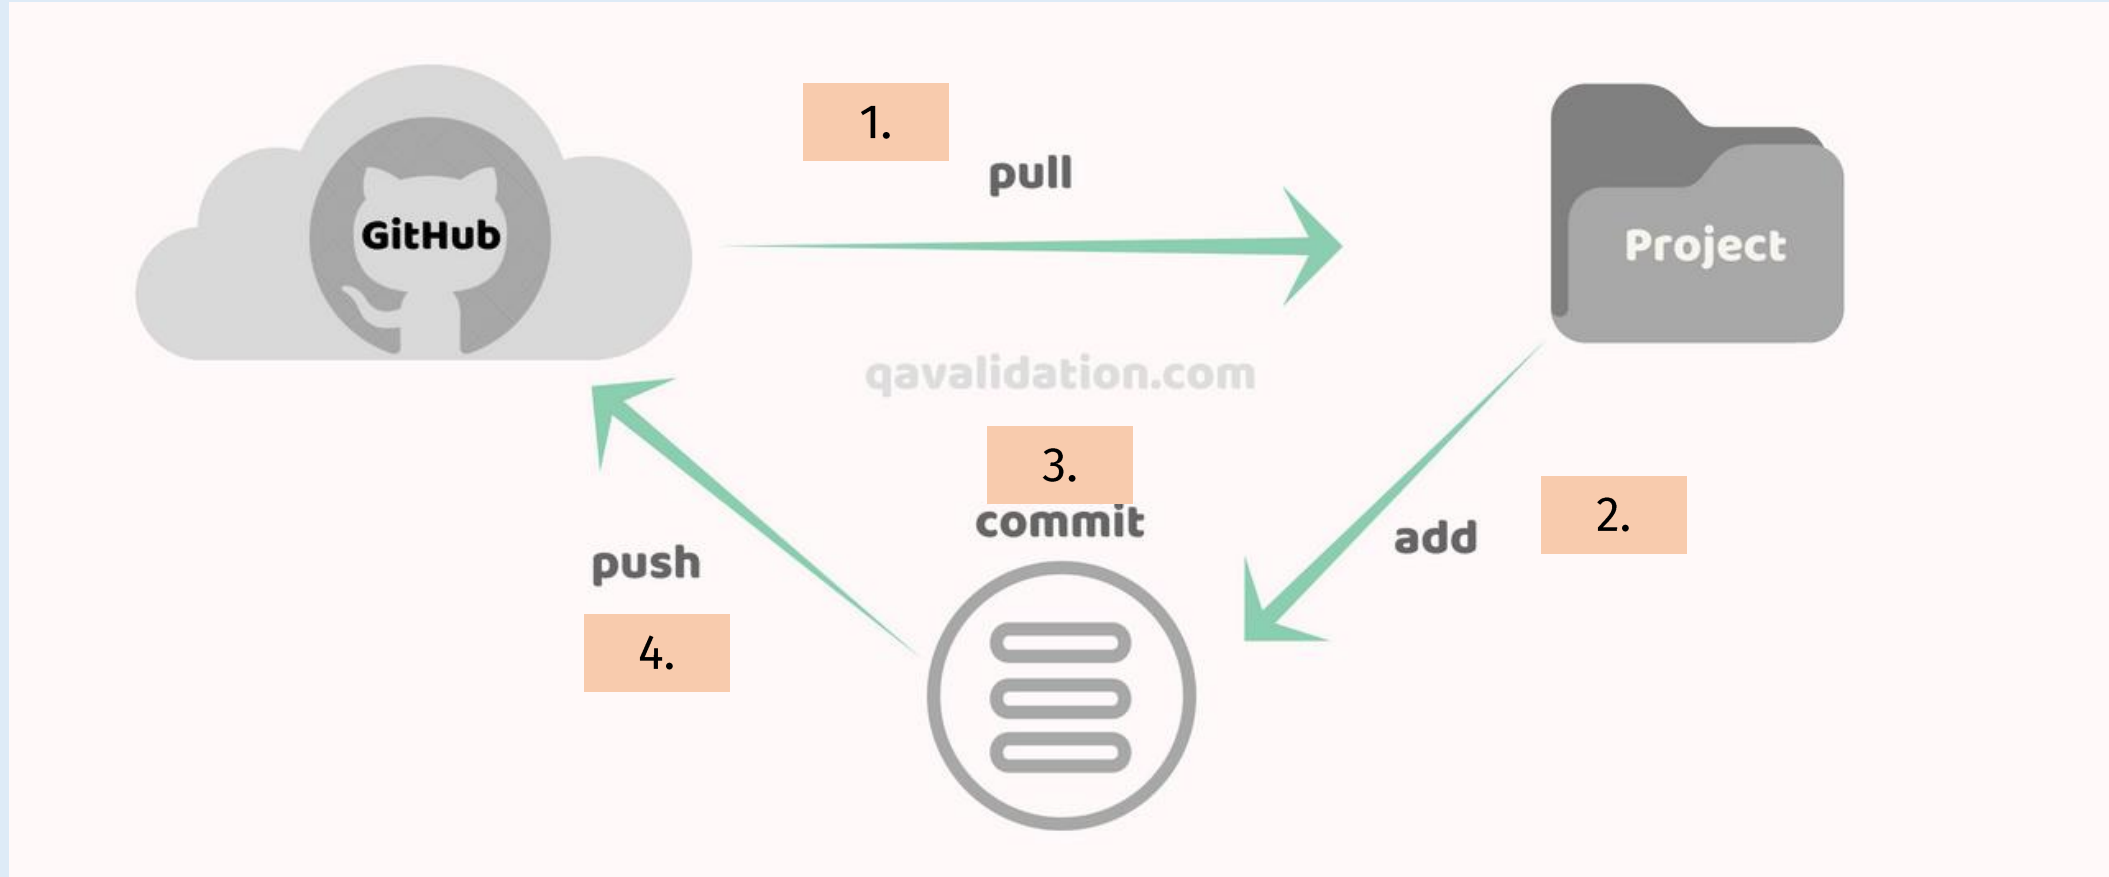 1.
pull
GitHub
Project
qavalidation.com
3.
commit
2.
add
push
4.